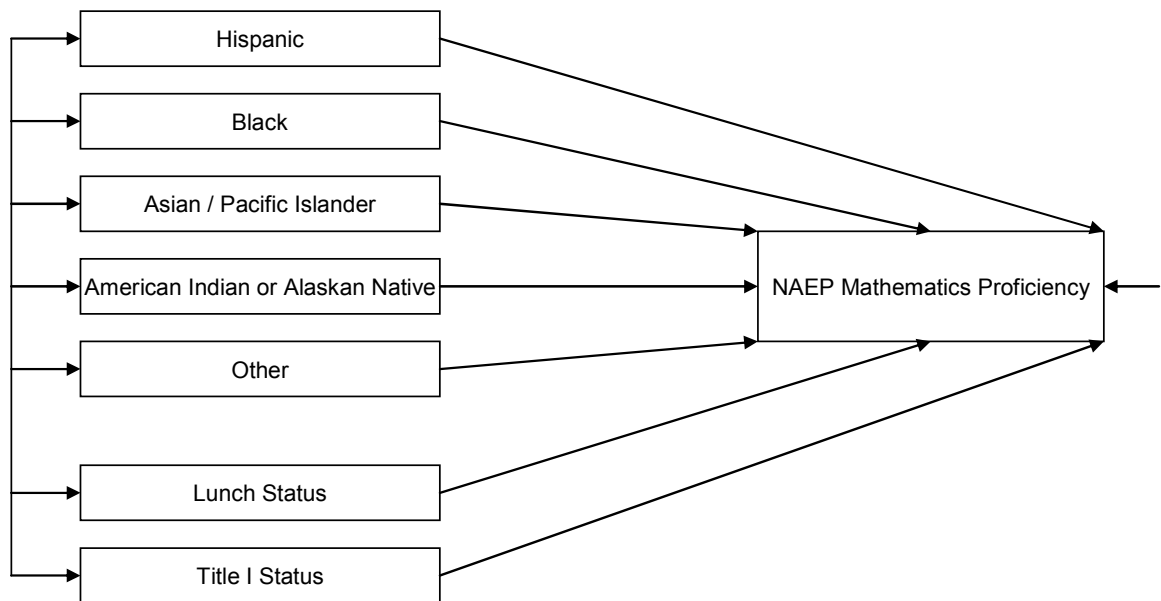 Hispanic
Black
Asian / Pacific Islander
American Indian or Alaskan Native
NAEP Mathematics Proficiency
Other
Lunch Status
Title I Status